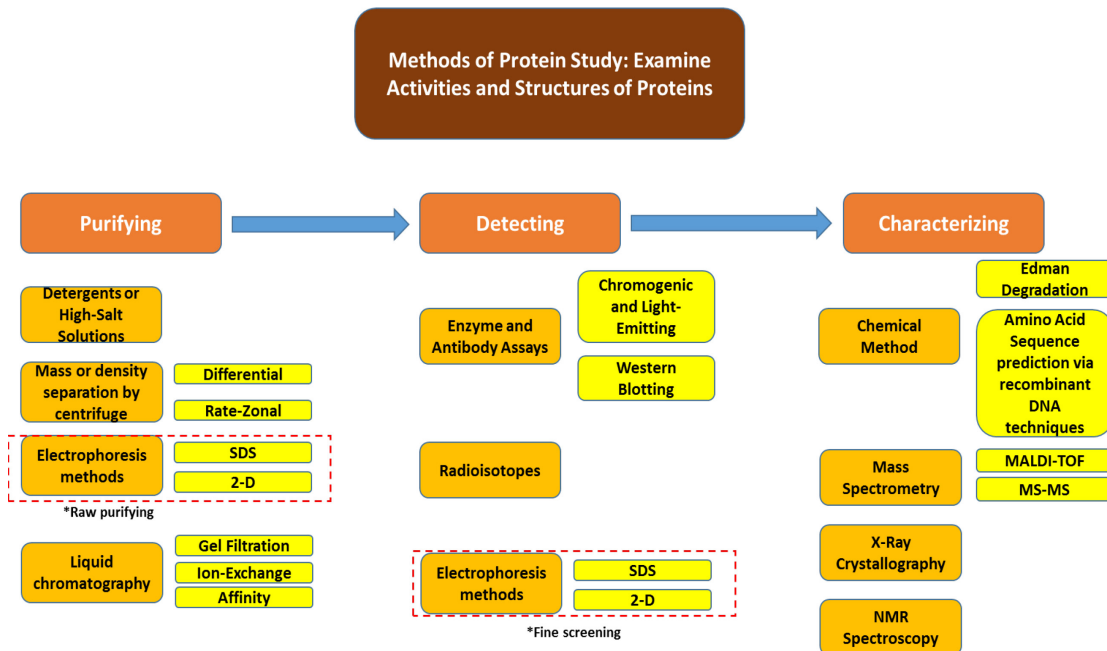 Methods of Protein Study: Examine
Activities and Structures of Proteins
Purifying
Detecting
Characterizing
Detergents or
High-Salt
Solutions
Mass or density
separation by
centrifuge
Differential
Rate-Zonal
Electrophoresis
methods
SDS
2-D
*Raw purifying
Liquid
chromatography
Gel Filtration
Ion-Exchange
Affinity
Enzyme and
Antibody Assays
Chromogenic
and Light-
Emitting
Western
Blotting
Radioisotopes
Electrophoresis
methods
SDS
2-D
*Fine screening
Chemical
Method
Edman
Degradation
Amino Acid
Sequence
prediction via
recombinant
DNA
techniques
Mass
Spectrometry
MALDI-TOF
MS-MS
X-Ray
Crystallography
NMR
Spectroscopy